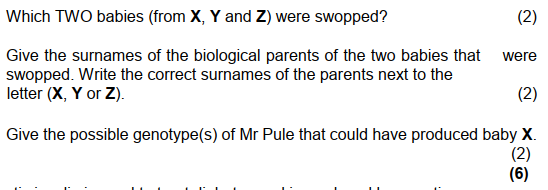 Which TWO babies (from X, Y and Z) were swopped? (2)
Give the surnames of the biological parents of the two babies that were
swopped. Write the correct surnames of the parents next to the
letter (X, Y or Z). (2)
Give the possible genotype(s) of Mr Pule that could have produced baby X.
(2)
(6)